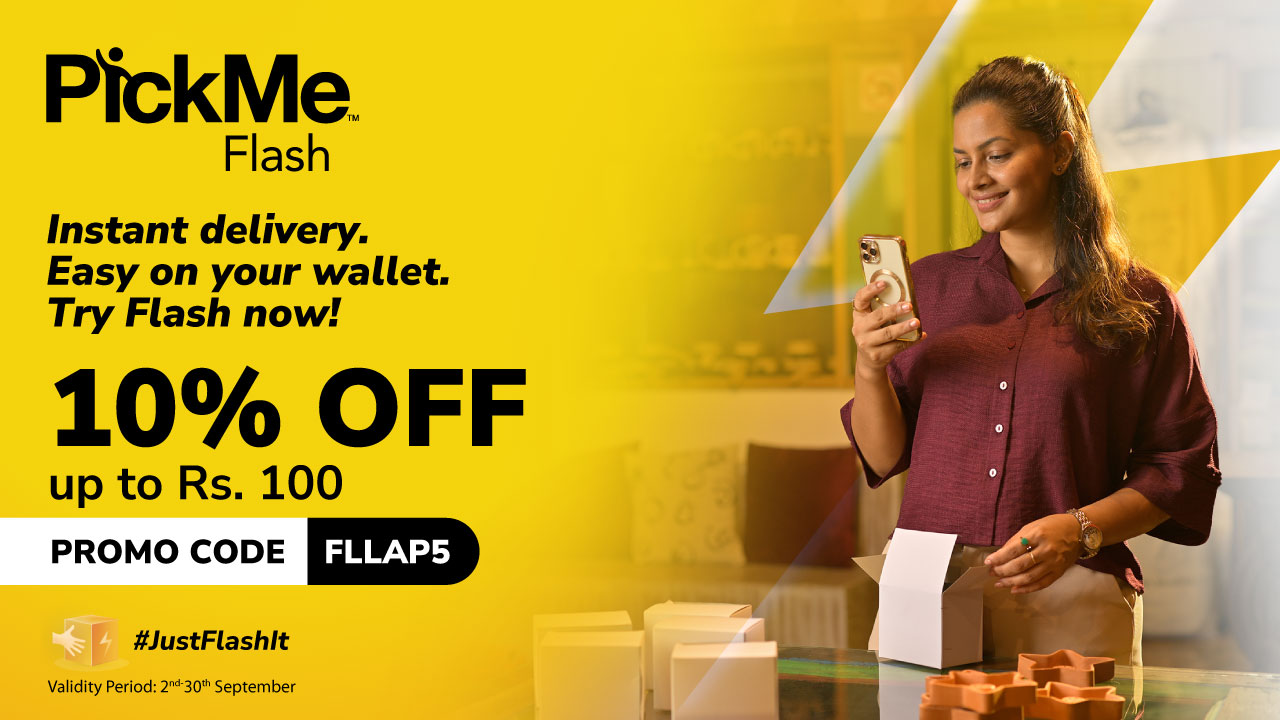 PickMe™
Flash
Instant delivery.
Easy on your wallet.
Try Flash now!
10% OFF
up to Rs. 100
PROMO CODE FLLAP5
#JustFlashIt
Validity Period: 2nd-30th September